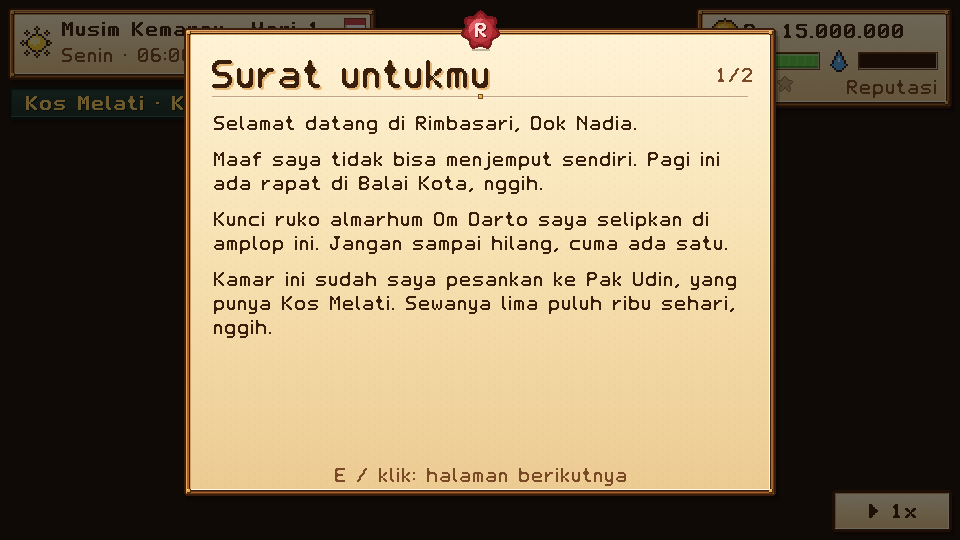 Musim Kemarau · Hari 1
Senin · 06:00
Kos Melati · K
15.000.000
Reputasi
R
Surat untukmu
1/2
Selamat datang di Rimbasari, Dok Nadia.
Maaf saya tidak bisa menjemput sendiri. Pagi ini
ada rapat di Balai Kota, nggih.
Kunci ruko almarhum Om Darto saya selipkan di
amplop ini. Jangan sampai hilang, cuma ada satu.
Kamar ini sudah saya pesankan ke Pak Udin, yang
punya Kos Melati. Sewanya lima puluh ribu sehari,
nggih.
E / klik: halaman berikutnya
1x